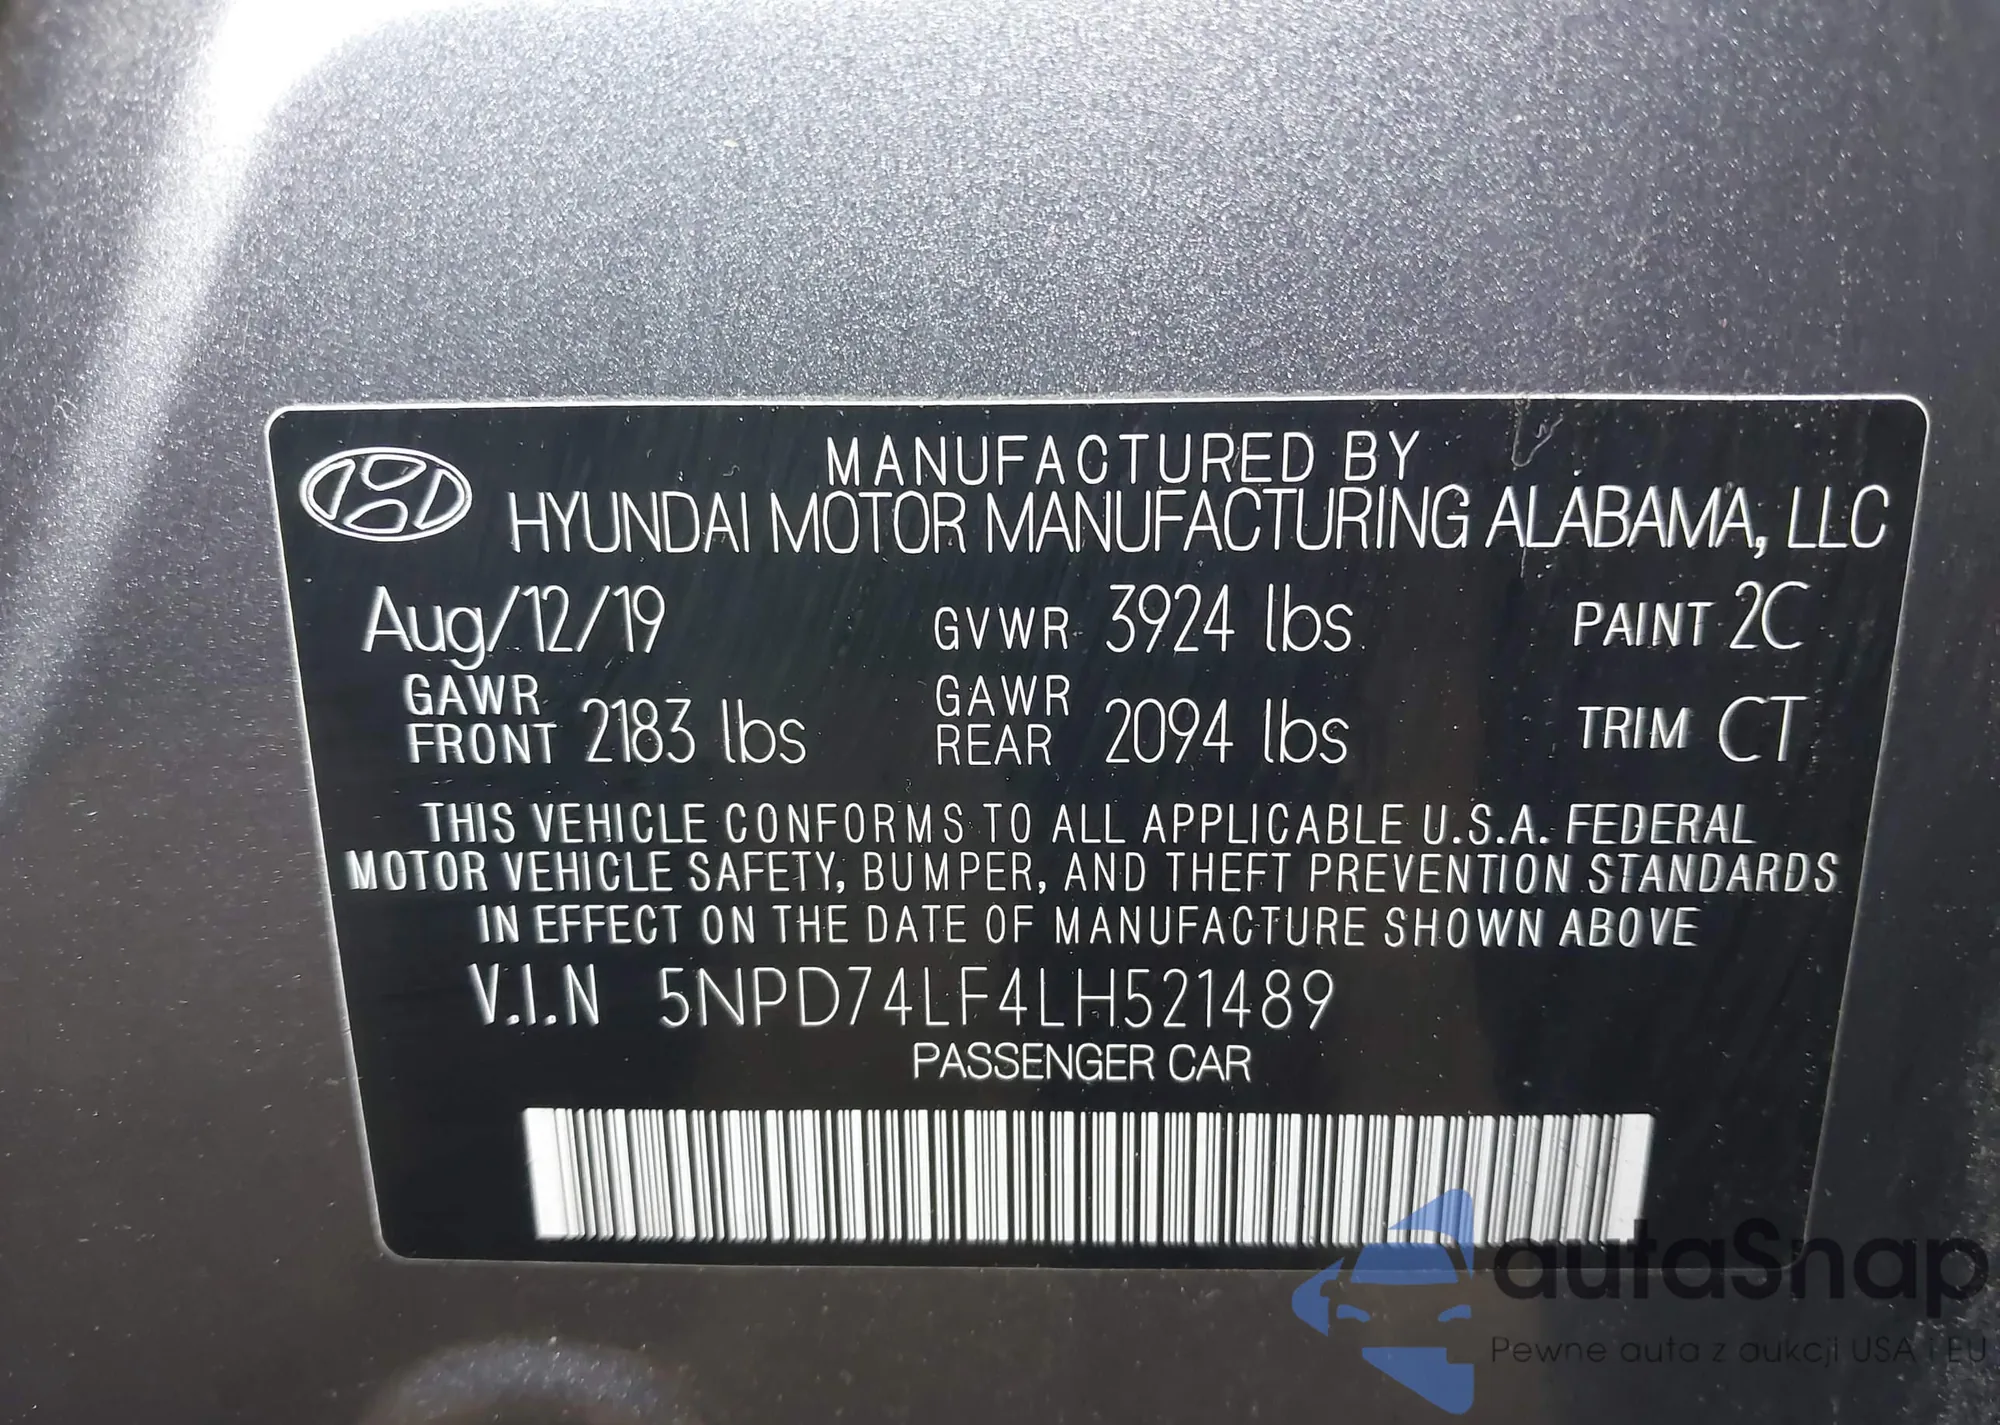 MANUFACTURED BY
HYUNDAI MOTOR MANUFACTURING ALABAMA, LLC
Aug/12/19 GVWR 3924 lbs PAINT 2C
GAWR FRONT 2183 lbs GAWR REAR 2094 lbs TRIM CT
THIS VEHICLE CONFORMS TO ALL APPLICABLE U.S.A. FEDERAL
MOTOR VEHICLE SAFETY, BUMPER, AND THEFT PREVENTION STANDARDS
IN EFFECT ON THE DATE OF MANUFACTURE SHOWN ABOVE
V.I.N 5NPD74LF4LH521489
PASSENGER CAR
autaSnap
Pewne auta z aukcji USA i EU